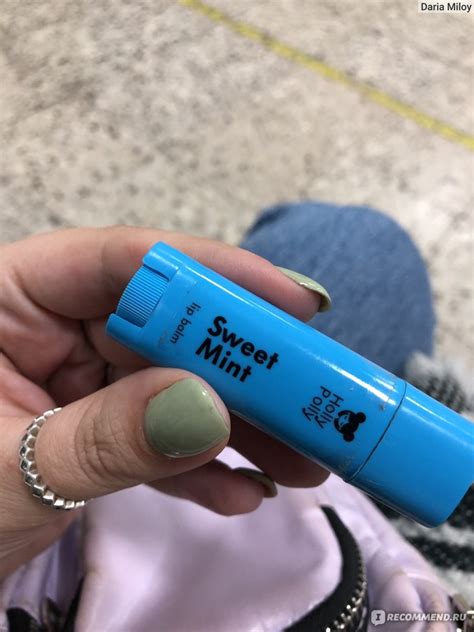 Daria Miloy
lip balm
Sweet
Mint
Holly
Polly
I RECOMMEND.RU